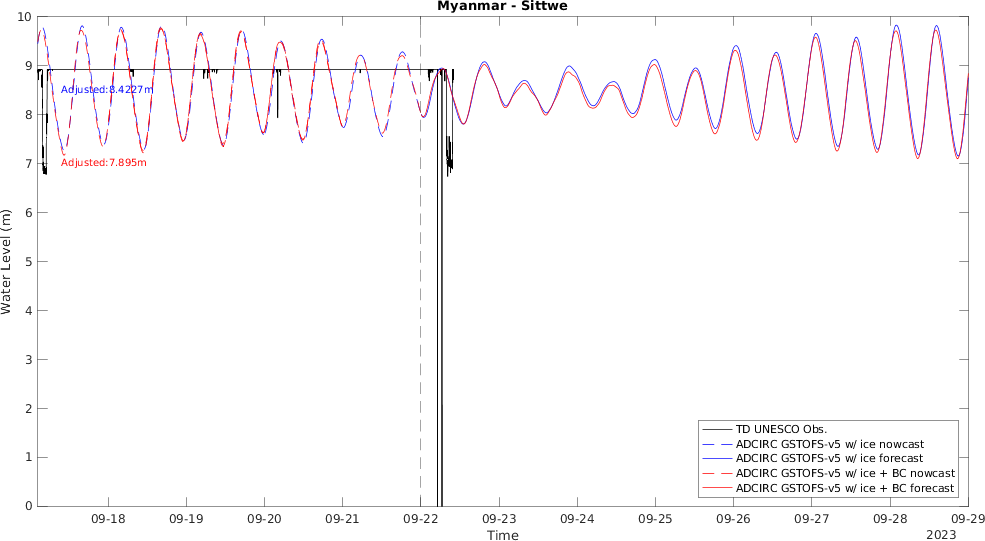 Myanmar - Sittwe
Water Level (m)
10
9
8
7
6
5
4
3
2
1
0
Adjusted:8.4227m
Adjusted:7.895m
TD UNESCO Obs.
ADCIRC GSTOFS-v5 w/ ice nowcast
ADCIRC GSTOFS-v5 w/ ice forecast
ADCIRC GSTOFS-v5 w/ ice + BC nowcast
ADCIRC GSTOFS-v5 w/ ice + BC forecast
09-18 09-19 09-20 09-21 09-22 09-23 09-24 09-25 09-26 09-27 09-28 09-29
Time
2023